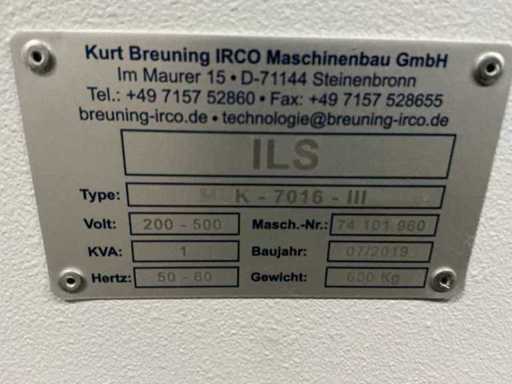 Kurt Breuning IRCO Maschinenbau GmbH
Im Maurer 15 • D-71144 Steinenbronn
Tel.: +49 7157 52860 • Fax: +49 7157 528655
breuning-irco.de • technologie@breuning-irco.de
ILS
Type: K - 7016 - III
Volt: 200 - 500 Masch.-Nr.: 74 101 960
KVA: 1 Baujahr: 07/2019
Hertz: 50 - 60 Gewicht: Kg